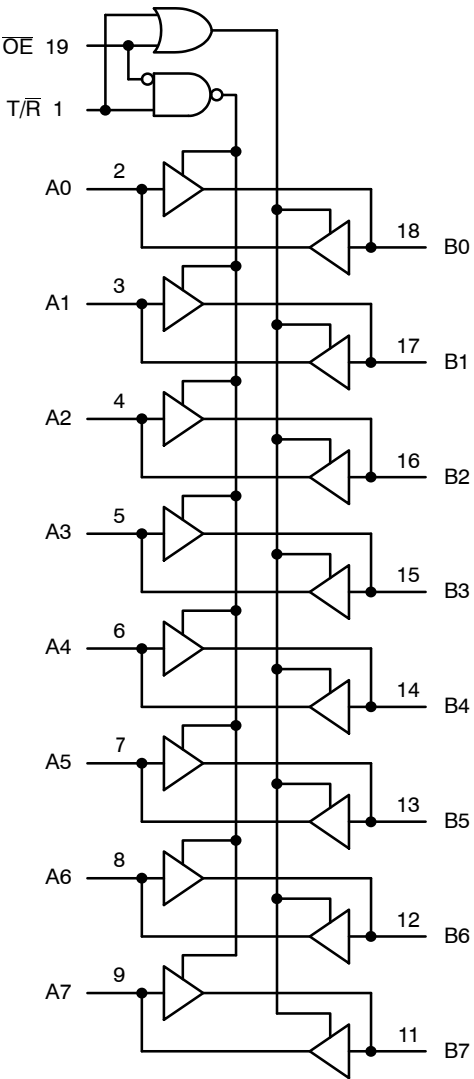 O̅E̅ 19
T/R̅ 1
A0 2
18 B0
A1 3
17 B1
A2 4
16 B2
A3 5
15 B3
A4 6
14 B4
A5 7
13 B5
A6 8
12 B6
A7 9
11 B7